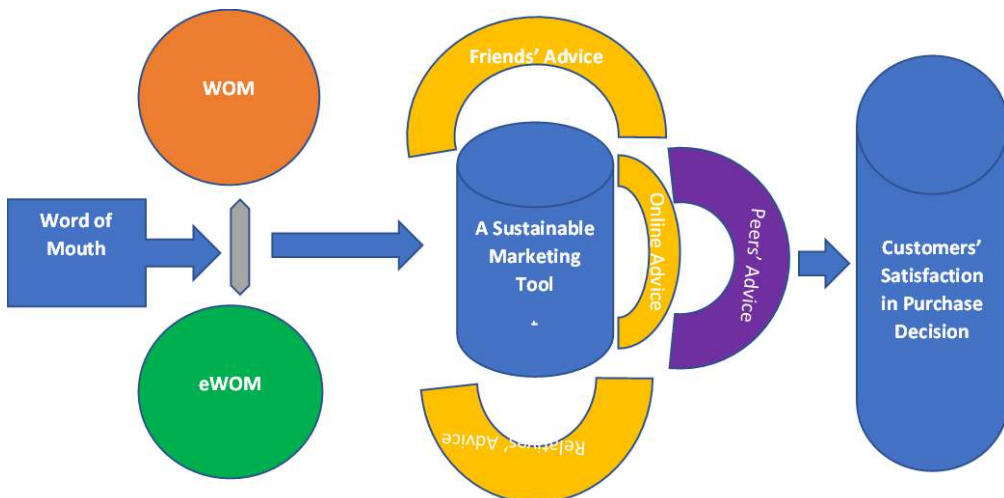 Friends’ Advice
WOM
Word of
Mouth
A Sustainable
Marketing
Tool
+
Online Advice
Peers’ Advice
Customers’
Satisfaction
in Purchase
Decision
eWOM
Relatives’ Advice